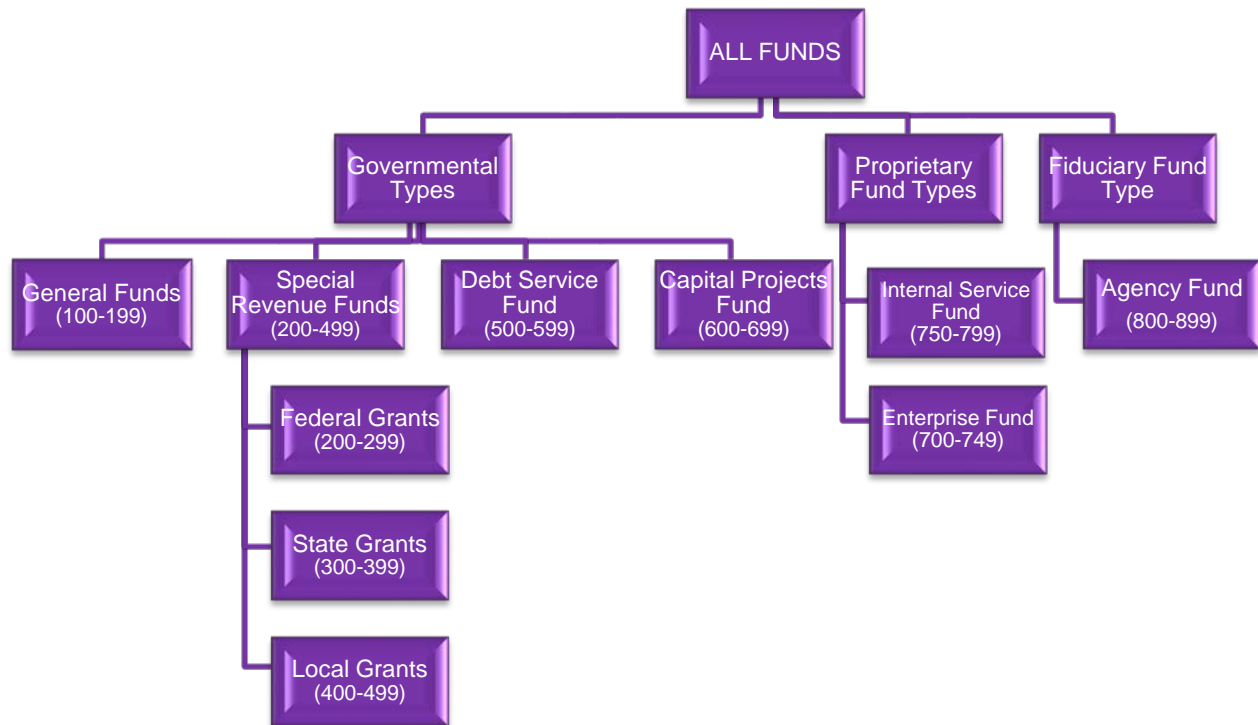 ALL FUNDS
Governmental
Types
Proprietary
Fund Types
Fiduciary Fund
Type
General Funds
(100-199)
Special
Revenue Funds
(200-499)
Debt Service
Fund
(500-599)
Capital Projects
Fund
(600-699)
Internal Service
Fund
(750-799)
Agency Fund
(800-899)
Federal Grants
(200-299)
Enterprise Fund
(700-749)
State Grants
(300-399)
Local Grants
(400-499)